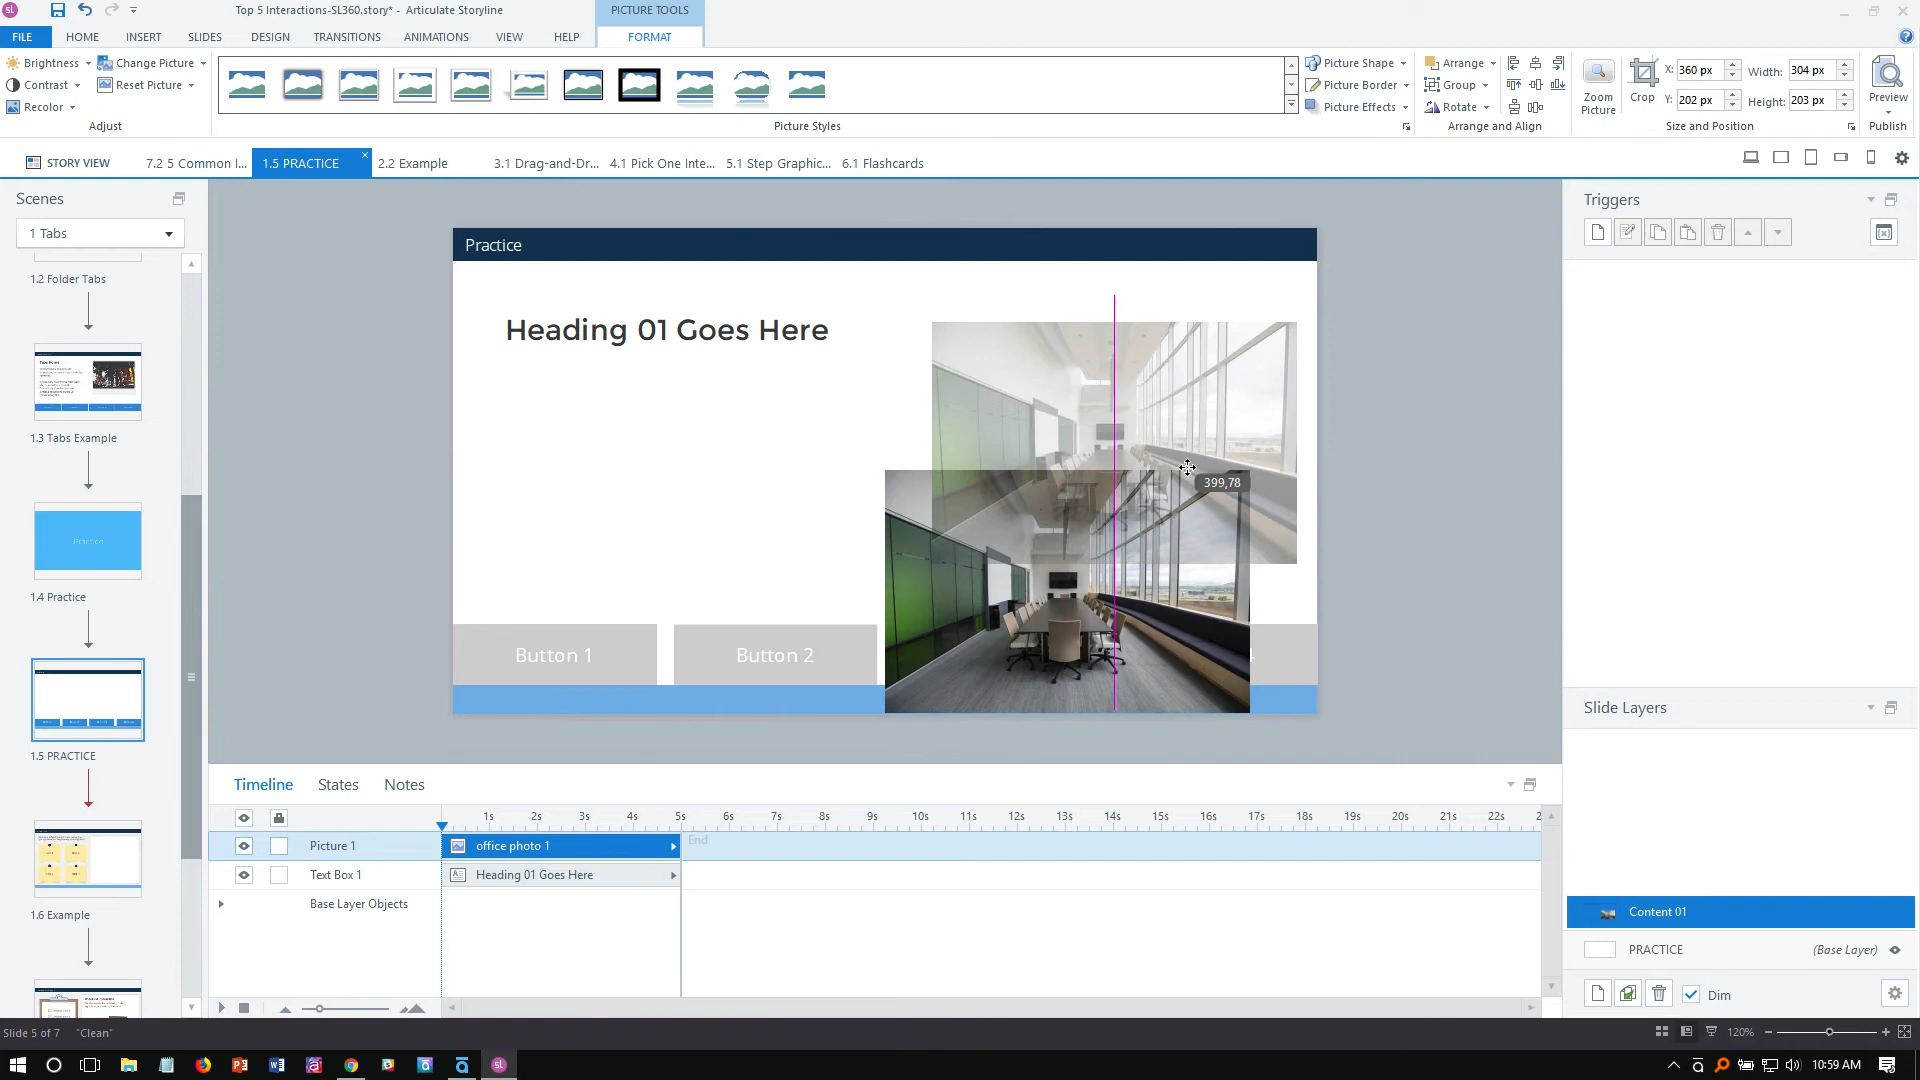 sl
Top 5 Interactions-SL360.story* - Articulate Storyline
PICTURE TOOLS
FILE HOME INSERT SLIDES DESIGN TRANSITIONS ANIMATIONS VIEW HELP FORMAT
Brightness
Contrast
Recolor
Change Picture
Reset Picture
Adjust
Picture Styles
Picture Shape
Picture Border
Picture Effects
Arrange
Group
Rotate
Arrange and Align
Zoom Picture
Crop
X: 360 px
Y: 202 px
Width: 304 px
Height: 203 px
Size and Position
Preview
Publish
STORY VIEW
7.2 5 Common I...
1.5 PRACTICE
2.2 Example
3.1 Drag-and-Dr...
4.1 Pick One Inte...
5.1 Step Graphic...
6.1 Flashcards
Scenes
1 Tabs
1.2 Folder Tabs
1.3 Tabs Example
Practice
1.4 Practice
1.5 PRACTICE
1.6 Example
Practice
Heading 01 Goes Here
399,78
Button 1
Button 2
Triggers
Slide Layers
Content 01
PRACTICE (Base Layer)
Dim
Timeline States Notes
1s 2s 3s 4s 5s 6s 7s 8s 9s 10s 11s 12s 13s 14s 15s 16s 17s 18s 19s 20s 21s 22s 2
Picture 1
office photo 1
End
Text Box 1
Heading 01 Goes Here
Base Layer Objects
Slide 5 of 7 "Clean"
120%
10:59 AM